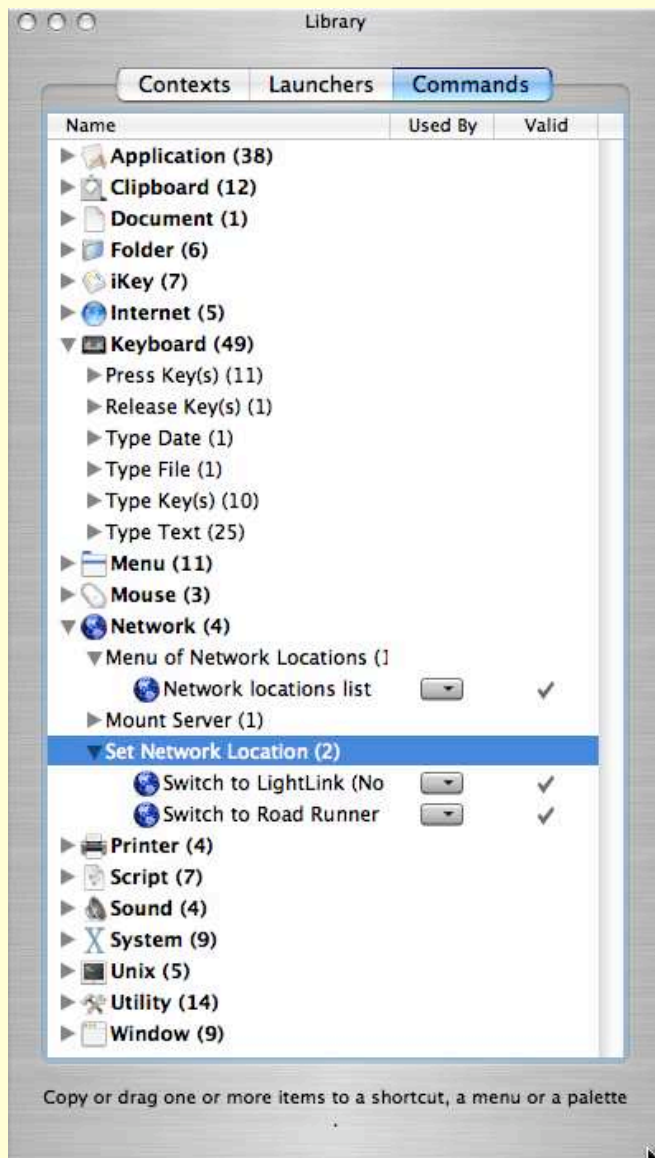 Library
Contexts Launchers Commands
Name Used By Valid
Application (38)
Clipboard (12)
Document (1)
Folder (6)
iKey (7)
Internet (5)
Keyboard (49)
Press Key(s) (11)
Release Key(s) (1)
Type Date (1)
Type File (1)
Type Key(s) (10)
Type Text (25)
Menu (11)
Mouse (3)
Network (4)
Menu of Network Locations (1
Network locations list
Mount Server (1)
Set Network Location (2)
Switch to LightLink (No
Switch to Road Runner
Printer (4)
Script (7)
Sound (4)
System (9)
Unix (5)
Utility (14)
Window (9)
Copy or drag one or more items to a shortcut, a menu or a palette
.